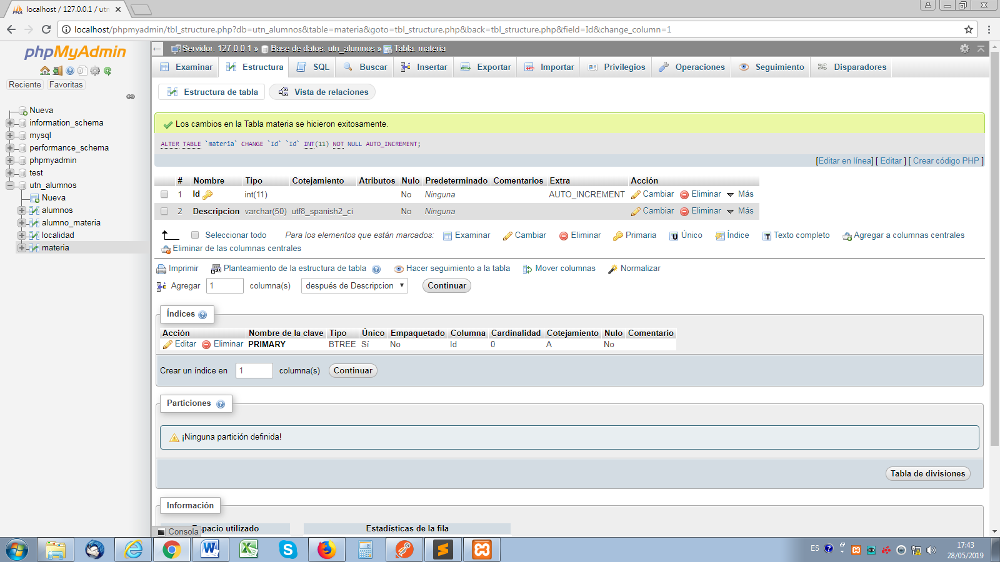 localhost / 127.0.0.1 / utn
localhost/phpmyadmin/tbl_structure.php?db=utn_alumnos&table=materia&goto=tbl_structure.php&back=tbl_structure.php&field=Id&change_column=1
phpMyAdmin
Reciente Favoritas
Nueva
information_schema
mysql
performance_schema
phpmyadmin
test
utn_alumnos
Nueva
alumnos
alumno_materia
localidad
materia
Servidor: 127.0.0.1 » Base de datos: utn_alumnos » Tabla: materia
Examinar Estructura SQL Buscar Insertar Exportar Importar Privilegios Operaciones Seguimiento Disparadores
Estructura de tabla Vista de relaciones
Los cambios en la Tabla materia se hicieron exitosamente.
ALTER TABLE `materia` CHANGE `Id` `Id` INT(11) NOT NULL AUTO_INCREMENT;
[Editar en línea] [ Editar ] [ Crear código PHP ]
# Nombre Tipo Cotejamiento Atributos Nulo Predeterminado Comentarios Extra Acción
1 Id int(11) No Ninguna AUTO_INCREMENT Cambiar Eliminar Más
2 Descripcion varchar(50) utf8_spanish2_ci No Ninguna Cambiar Eliminar Más
Seleccionar todo Para los elementos que están marcados: Examinar Cambiar Eliminar Primaria Único Índice Texto completo Agregar a columnas centrales
Eliminar de las columnas centrales
Imprimir Planteamiento de la estructura de tabla Hacer seguimiento a la tabla Mover columnas Normalizar
Agregar 1 columna(s) después de Descripcion Continuar
Índices
Acción Nombre de la clave Tipo Único Empaquetado Columna Cardinalidad Cotejamiento Nulo Comentario
Editar Eliminar PRIMARY BTREE Sí No Id 0 A No
Crear un índice en 1 columna(s) Continuar
Particiones
¡Ninguna partición definida!
Tabla de divisiones
Información
Espacio utilizado Estadísticas de la fila
Consola
ES
17:43
28/05/2019